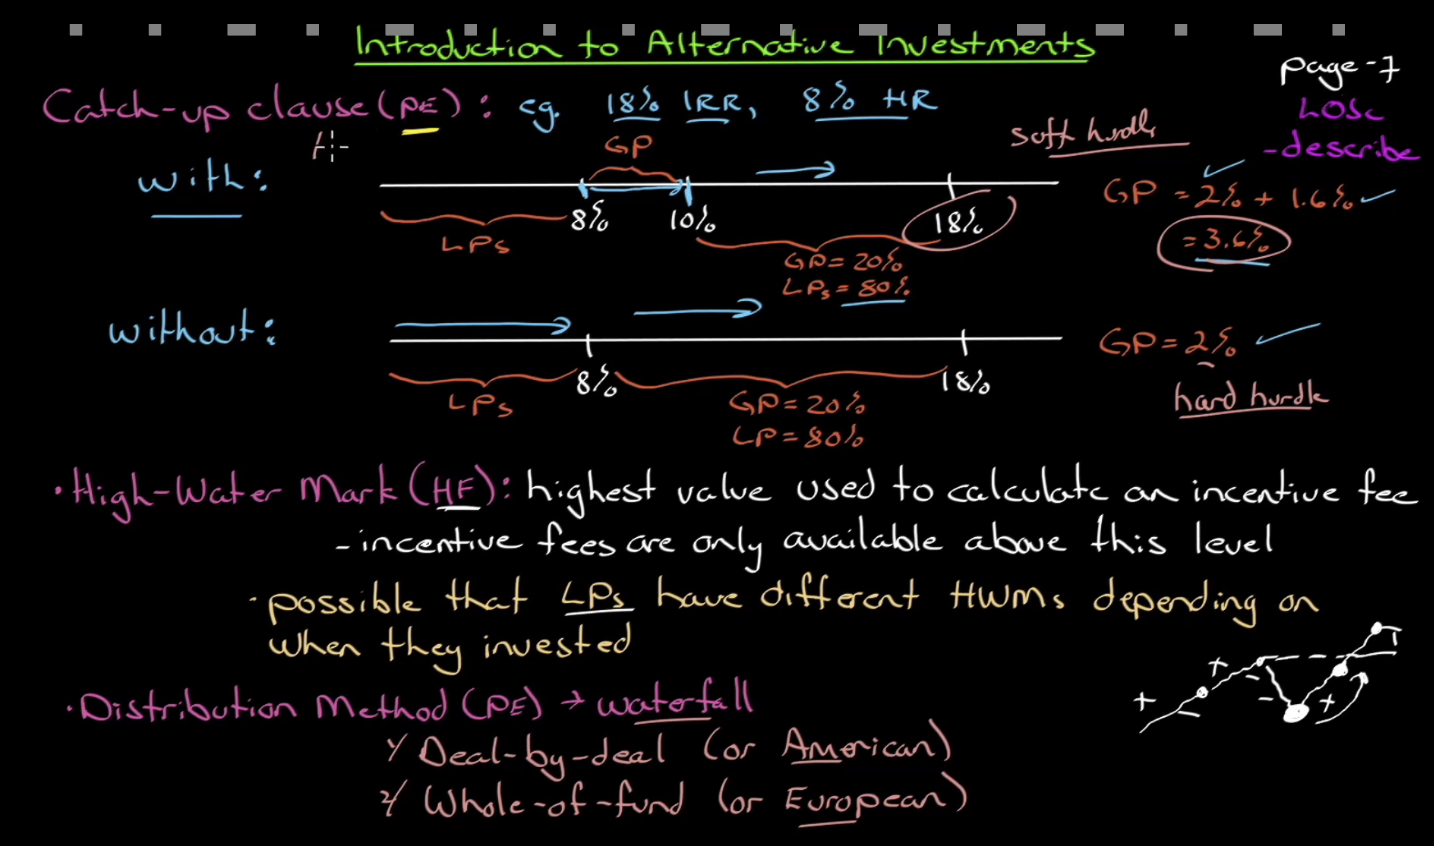 Introduction to Alternative Investments
page-7
LOSc
-describe
Catch-up clause (PE): eg. 18% IRR, 8% HR
soft hurdle
GP
with:
8%
10%
18%
LPs
GP = 20%
LPs = 80%
GP = 2% + 1.6%
= 3.6%
without:
8%
18%
LPs
GP = 20%
LP = 80%
GP = 2%
hard hurdle
·High-Water Mark (HF): highest value used to calculate an incentive fee
- incentive fees are only available above this level
·possible that LPs have different HWMs depending on
when they invested
+ - + - - +
·Distribution Method (PE) → waterfall
1/ Deal-by-deal (or American)
2/ Whole-of-fund (or European)